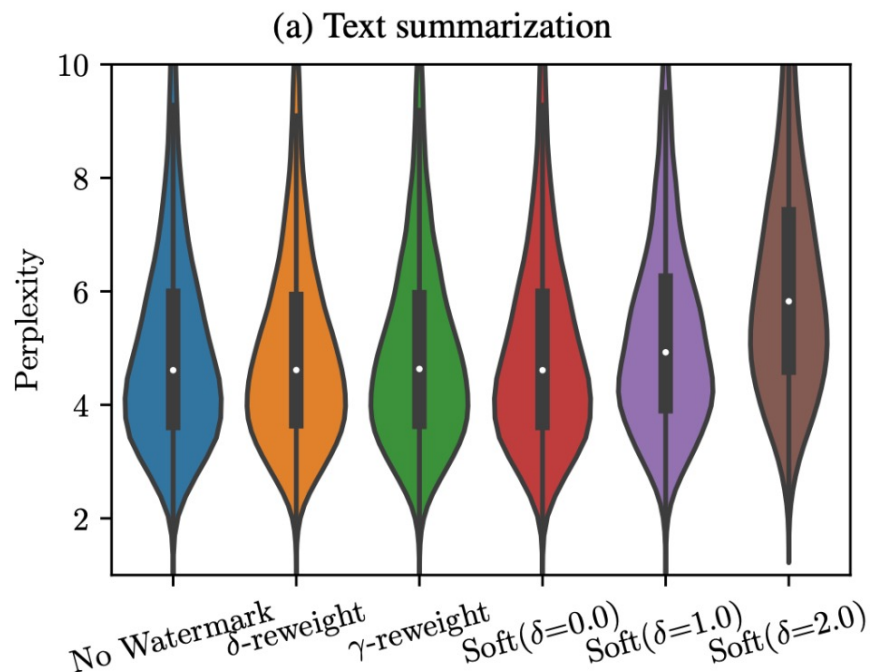 (a) Text summarization
10
8
6
4
2
Perplexity
No Watermark
δ-reweight
γ-reweight
Soft(δ=0.0)
Soft(δ=1.0)
Soft(δ=2.0)